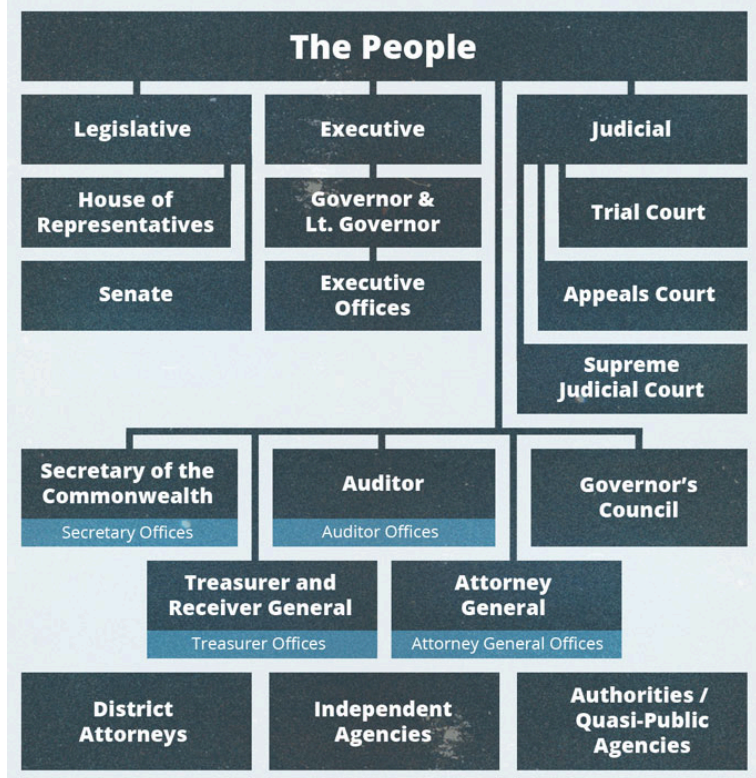 The People
Legislative
Executive
Judicial
House of
Representatives
Governor &
Lt. Governor
Trial Court
Senate
Executive
Offices
Appeals Court
Supreme
Judicial Court
Secretary of the
Commonwealth
Secretary Offices
Auditor
Auditor Offices
Governor's
Council
Treasurer and
Receiver General
Treasurer Offices
Attorney
General
Attorney General Offices
District
Attorneys
Independent
Agencies
Authorities /
Quasi-Public
Agencies